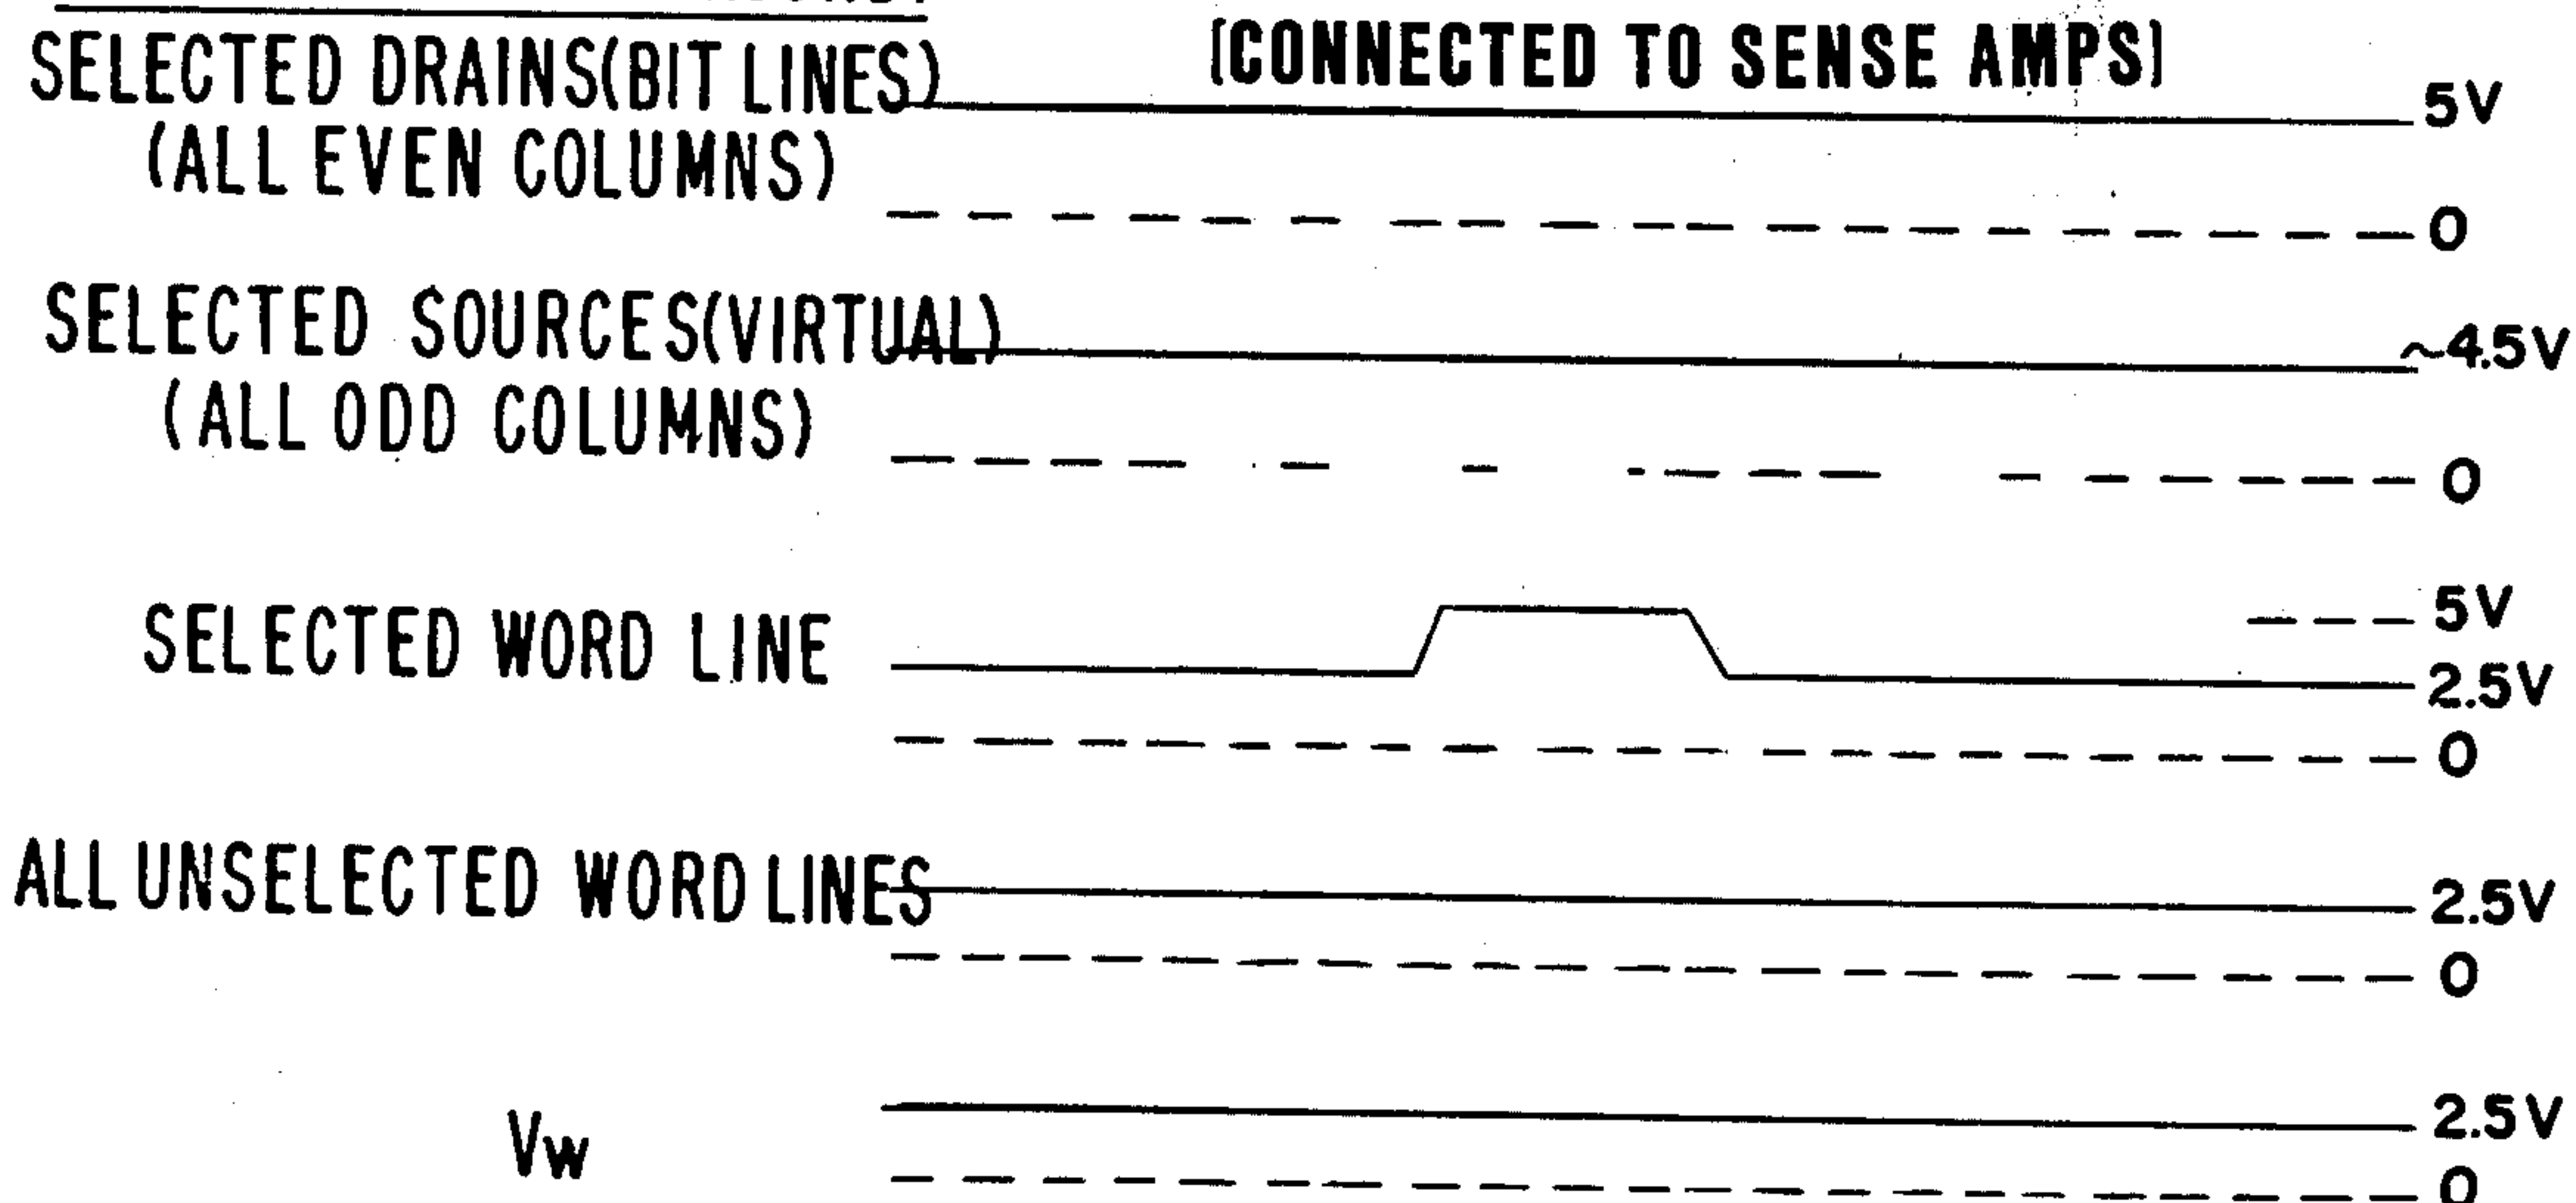 SELECTED DRAINS(BIT LINES)
[CONNECTED TO SENSE AMPS]
5V
(ALL EVEN COLUMNS)
0
SELECTED SOURCES(VIRTUAL)
~4.5V
(ALL ODD COLUMNS)
0
SELECTED WORD LINE
5V
2.5V
0
ALL UNSELECTED WORD LINES
2.5V
0
Vw
2.5V
0